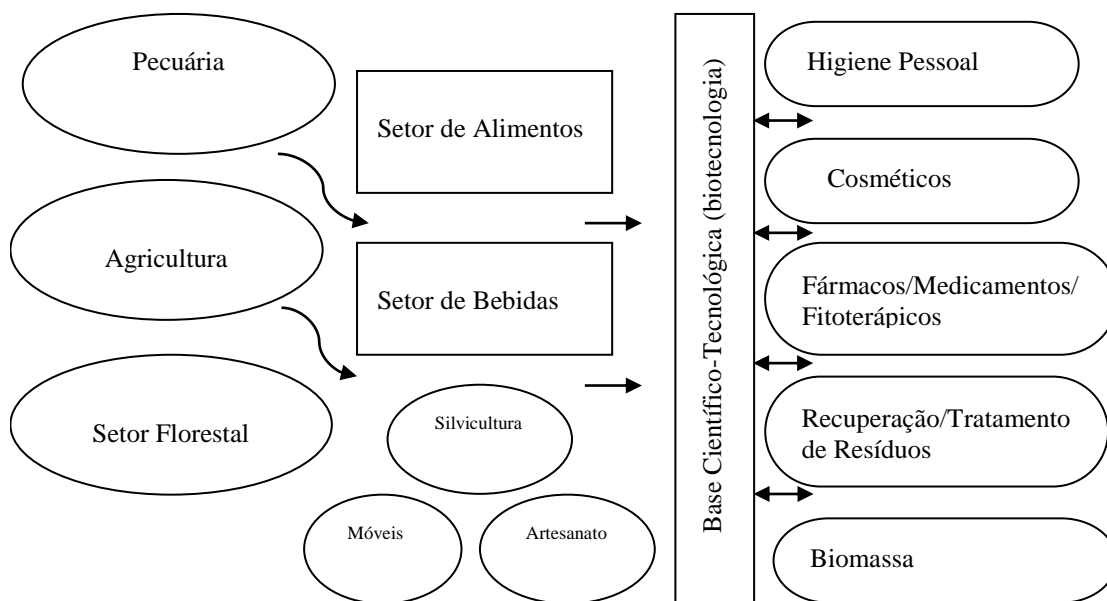 Pecuária
Agricultura
Setor Florestal
Setor de Alimentos
Setor de Bebidas
Silvicultura
Móveis
Artesanato
Base Científico-Tecnológica (biotecnologia)
Higiene Pessoal
Cosméticos
Fármacos/Medicamentos/
Fitoterápicos
Recuperação/Tratamento
de Resíduos
Biomassa